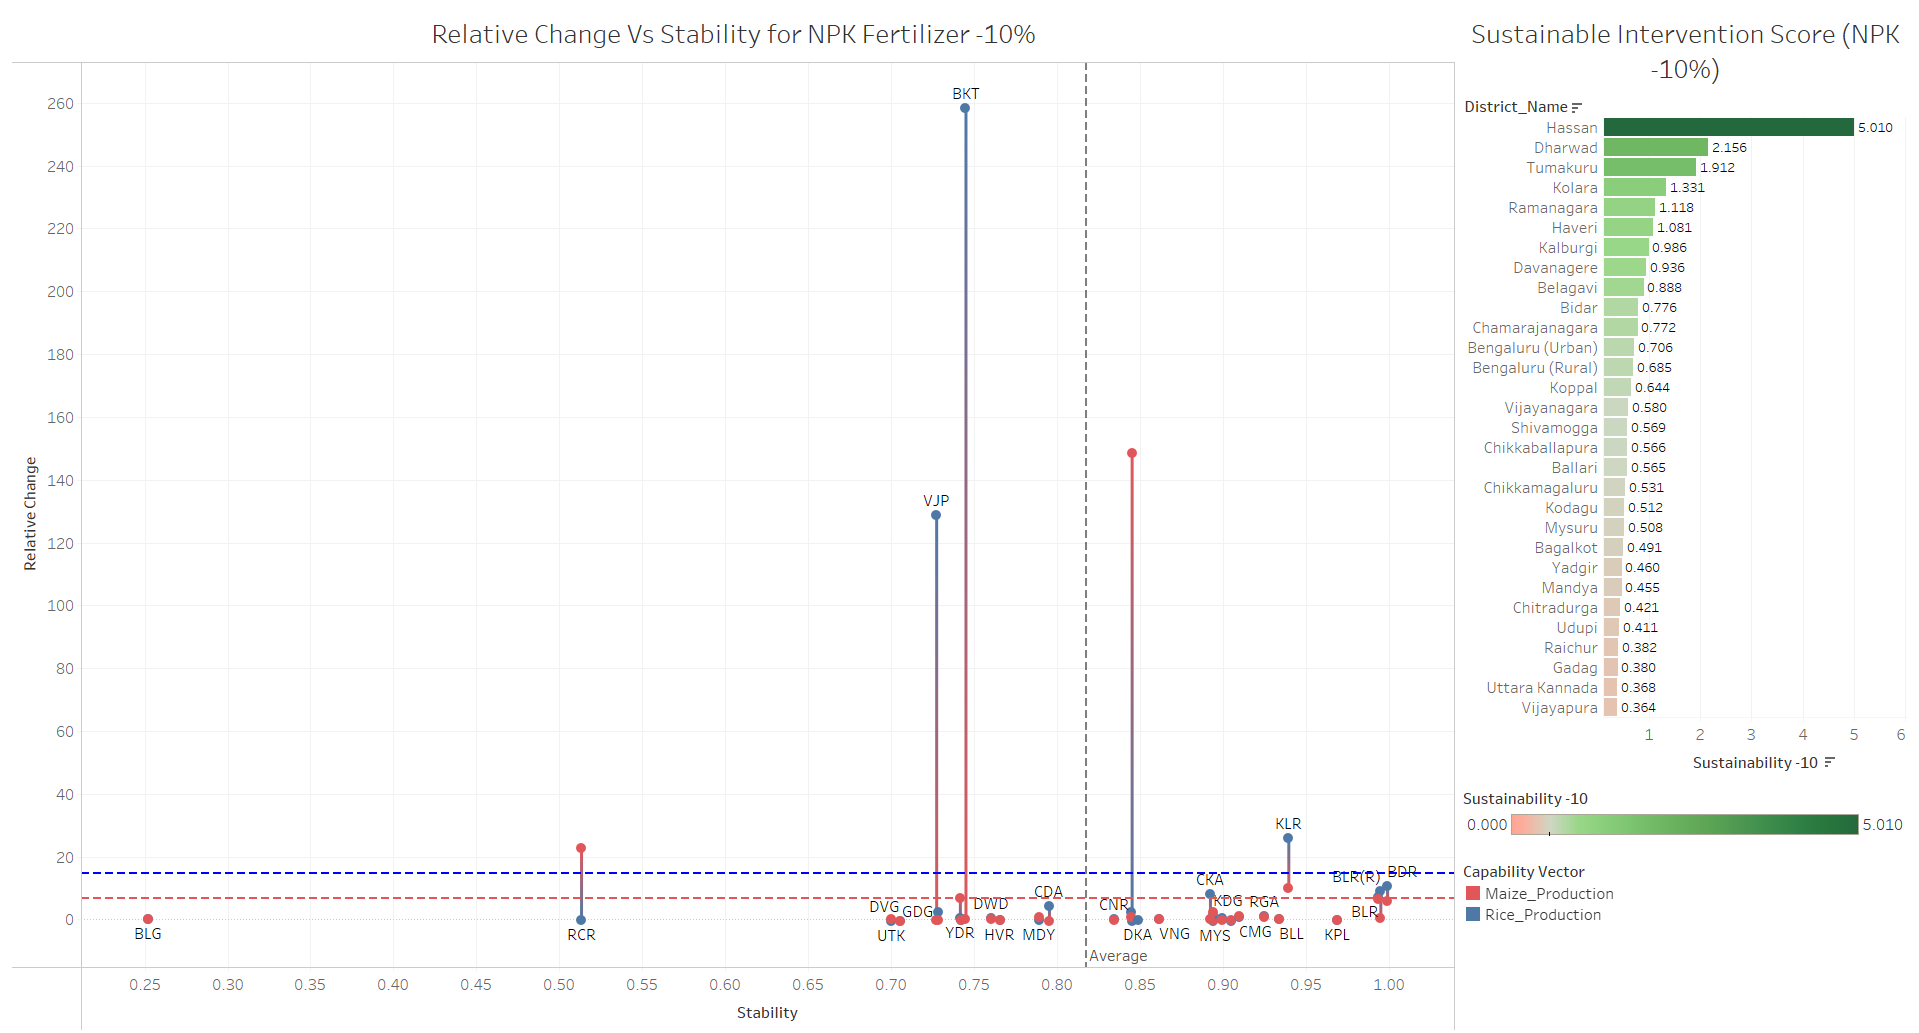 Relative Change Vs Stability for NPK Fertilizer -10%
Sustainable Intervention Score (NPK
-10%)
Relative Change
260
240
220
200
180
160
140
120
100
80
60
40
20
0
BKT
VJP
KLR
BLR(R)
BDR
CKA
CDA
KDG
RGA
CNR
DWD
DVG
GDG
BLR
BLG
RCR
UTK
YDR
HVR
MDY
DKA
VNG
MYS
CMG
BLL
KPL
Average
0.25
0.30
0.35
0.40
0.45
0.50
0.55
0.60
0.65
0.70
0.75
0.80
0.85
0.90
0.95
1.00
Stability
District_Name
Hassan 5.010
Dharwad 2.156
Tumakuru 1.912
Kolara 1.331
Ramanagara 1.118
Haveri 1.081
Kalburgi 0.986
Davanagere 0.936
Belagavi 0.888
Bidar 0.776
Chamarajanagara 0.772
Bengaluru (Urban) 0.706
Bengaluru (Rural) 0.685
Koppal 0.644
Vijayanagara 0.580
Shivamogga 0.569
Chikkaballapura 0.566
Ballari 0.565
Chikkamagaluru 0.531
Kodagu 0.512
Mysuru 0.508
Bagalkot 0.491
Yadgir 0.460
Mandya 0.455
Chitradurga 0.421
Udupi 0.411
Raichur 0.382
Gadag 0.380
Uttara Kannada 0.368
Vijayapura 0.364
1 2 3 4 5 6
Sustainability -10
Sustainability -10
0.000 5.010
Capability Vector
Maize_Production
Rice_Production